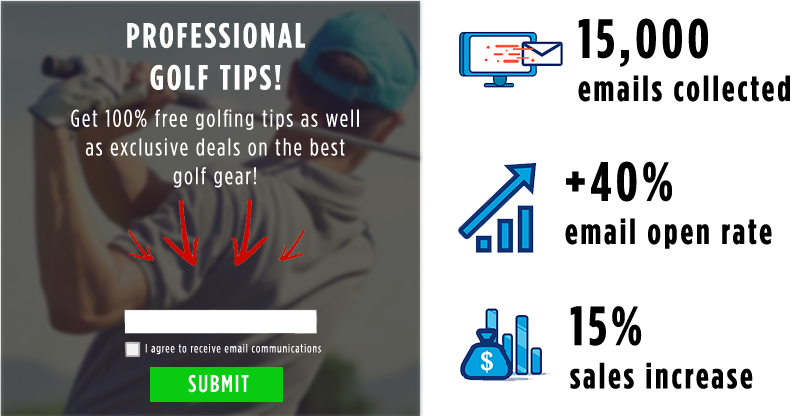 PROFESSIONAL
GOLF TIPS!
Get 100% free golfing tips as well
as exclusive deals on the best
golf gear!
I agree to receive email communications
SUBMIT
15,000
emails collected
+40%
email open rate
$
15%
sales increase